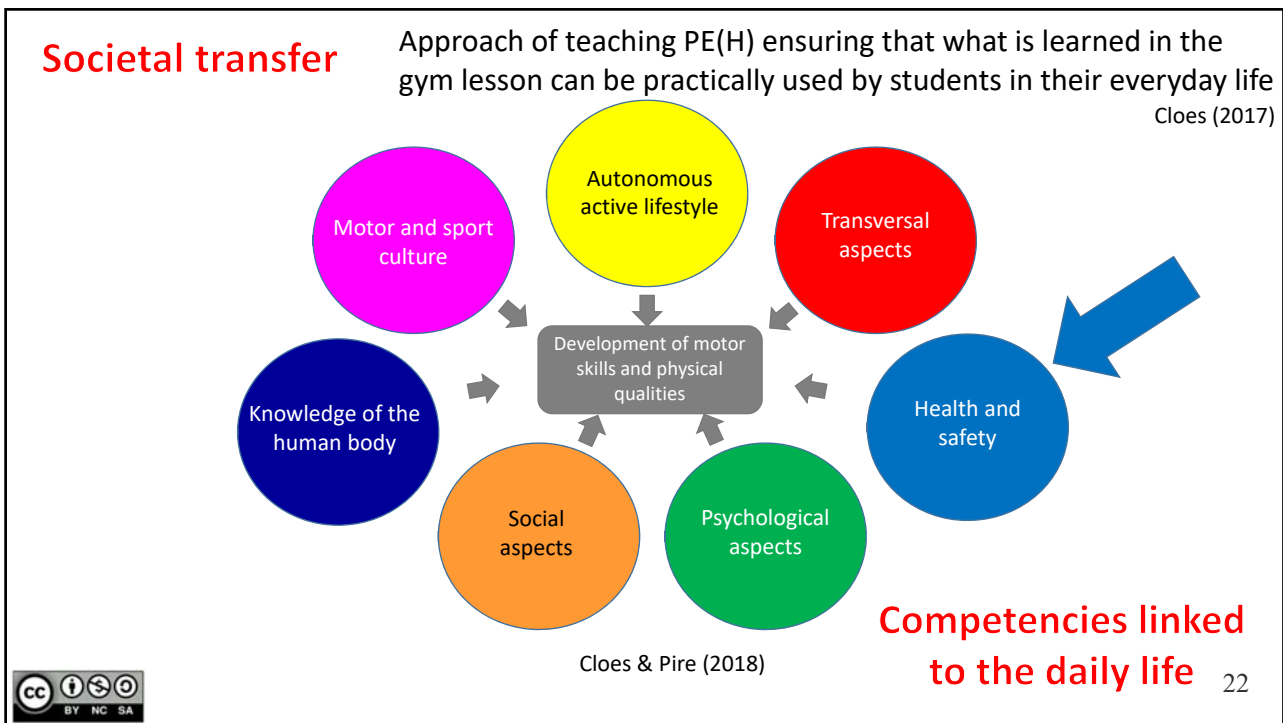 Societal transfer
Approach of teaching PE(H) ensuring that what is learned in the
gym lesson can be practically used by students in their everyday life
Cloes (2017)
Autonomous
active lifestyle
Motor and sport
culture
Transversal
aspects
Development of motor
skills and physical
qualities
Knowledge of the
human body
Health and
safety
Social
aspects
Psychological
aspects
Competencies linked
to the daily life
Cloes & Pire (2018)
22
cc
BY NC SA